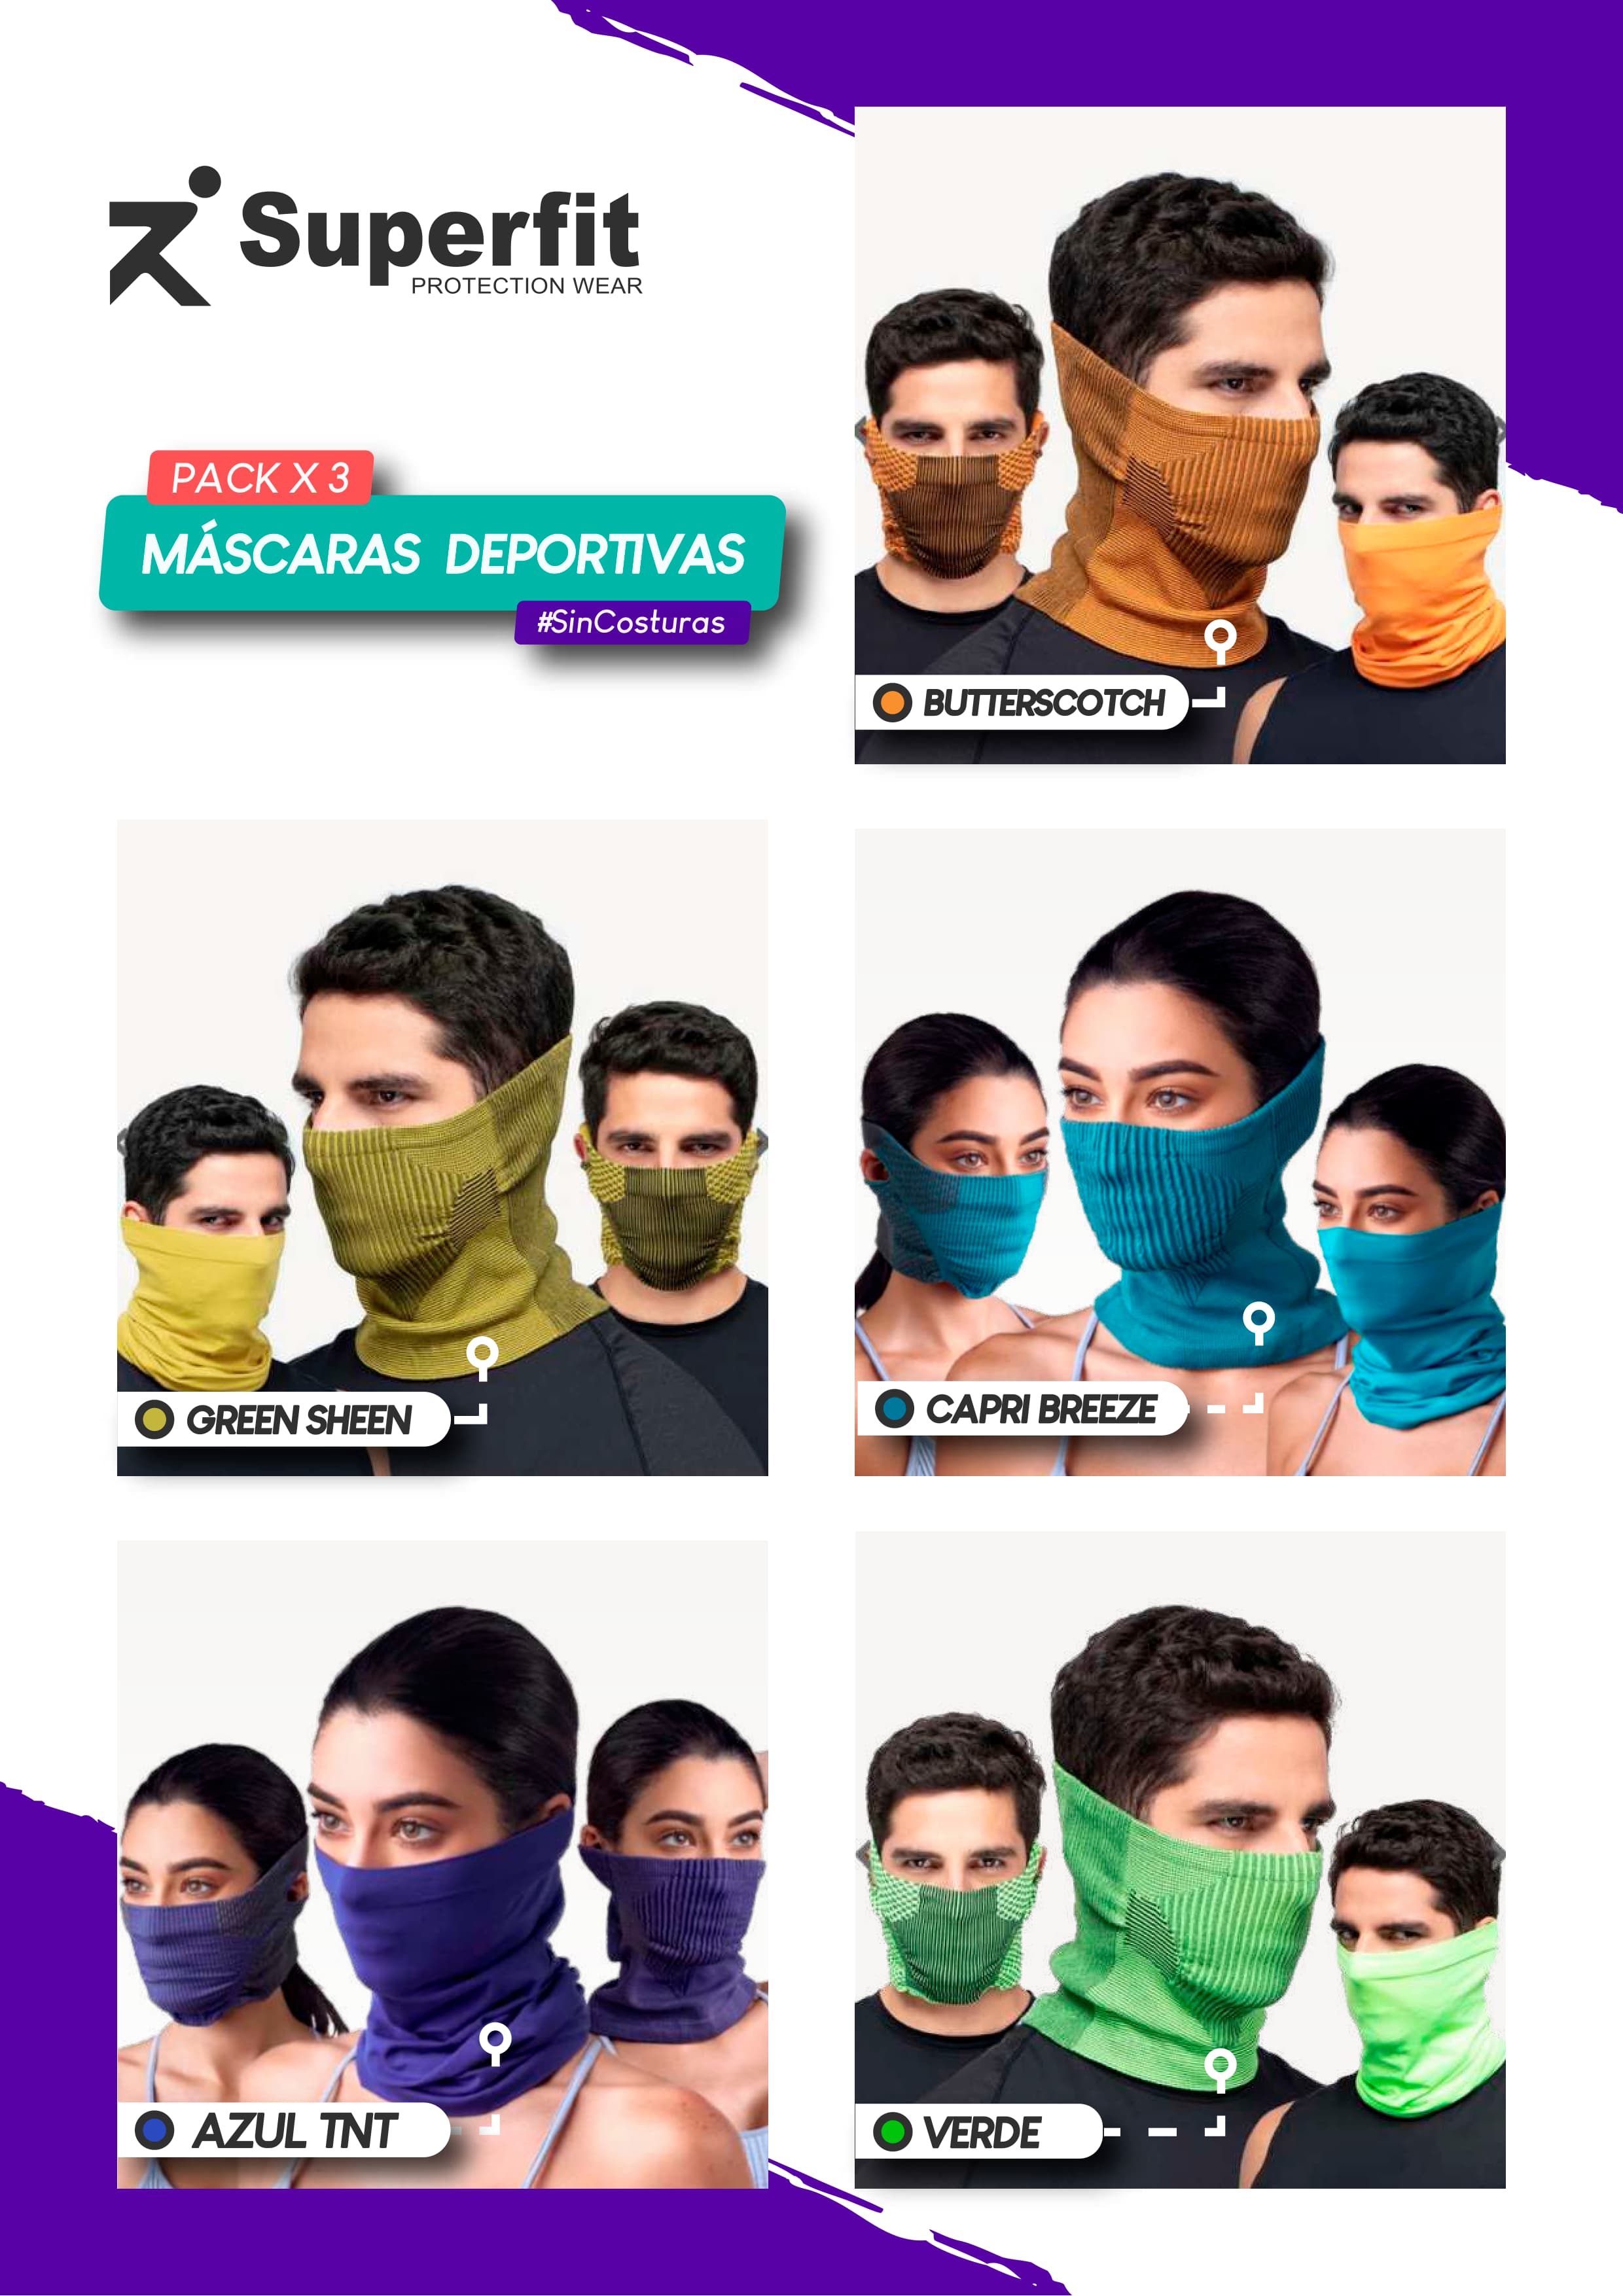 Superfit
PROTECTION WEAR
PACK X 3
MÁSCARAS DEPORTIVAS
#SinCosturas
BUTTERSCOTCH
GREEN SHEEN
CAPRI BREEZE
AZUL TNT
VERDE